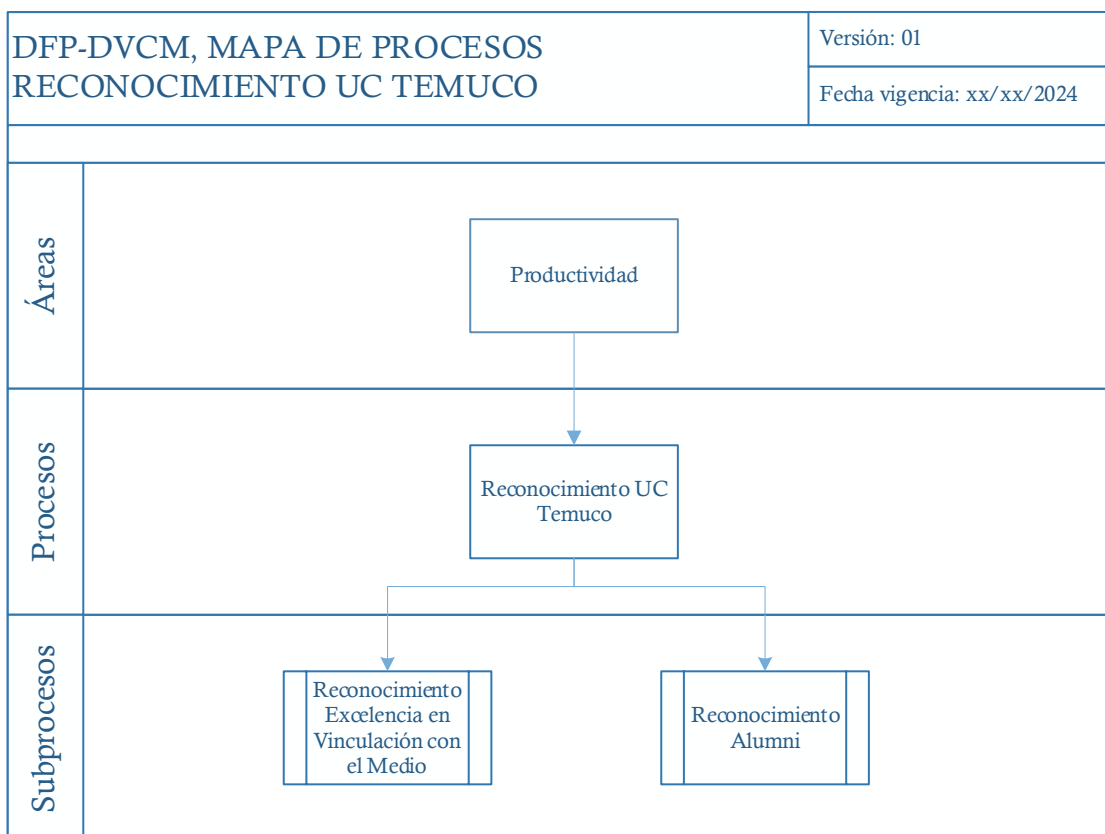 DFP-DVCM, MAPA DE PROCESOS
RECONOCIMIENTO UC TEMUCO
Versión: 01
Fecha vigencia: xx/xx/2024
Áreas
Productividad
Procesos
Reconocimiento UC
Temuco
Subprocesos
Reconocimiento
Excelencia en
Vinculación con
el Medio
Reconocimiento
Alumni